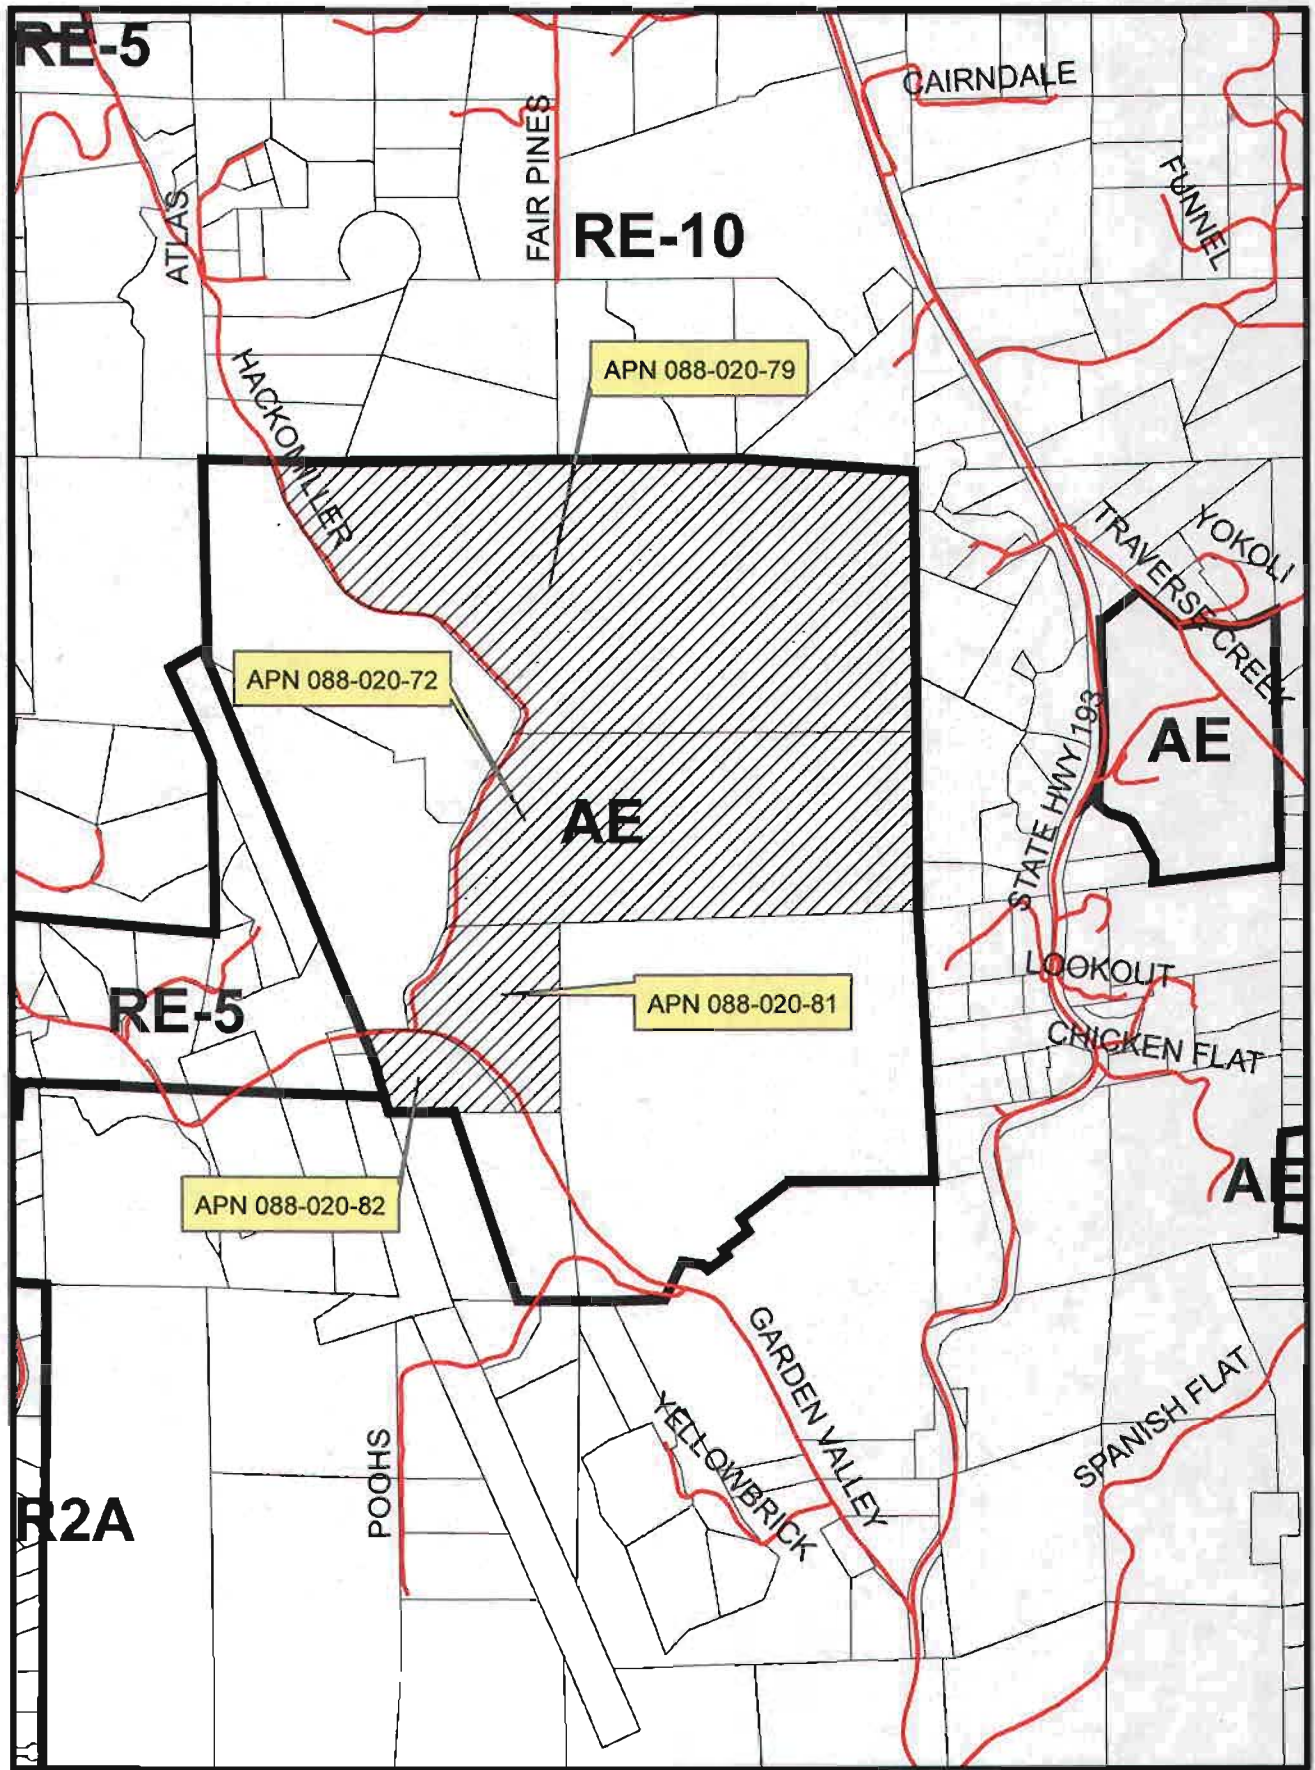 RE-5
CAIRNDALE
FAIR PINES
FUNNEL
ATLAS
RE-10
HACKOMILLER
APN 088-020-79
TRAVERSE CREEK
YOKOLI
APN 088-020-72
STATE HWY 193
AE
AE
LOOKOUT
RE-5
APN 088-020-81
CHICKEN FLAT
AE
APN 088-020-82
GARDEN VALLEY
SPANISH FLAT
YELLOWBRICK
POOHS
R2A